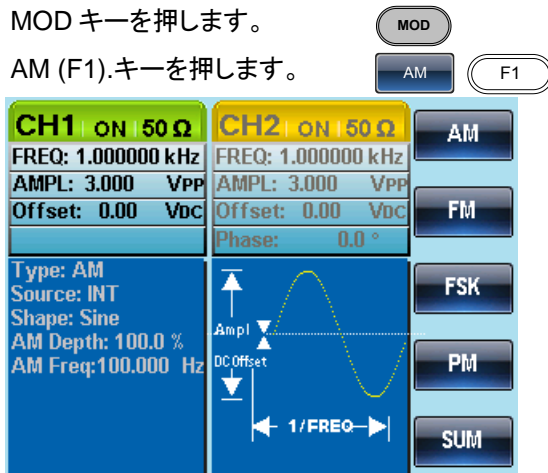 MOD キーを押します。 MOD
AM (F1).キーを押します。 AM F1
CH1 ON 50 Ω CH2 ON 50 Ω AM
FREQ: 1.000000 kHz FREQ: 1.000000 kHz
AMPL: 3.000 VPP AMPL: 3.000 VPP
Offset: 0.00 VDC Offset: 0.00 VDC FM
Phase: 0.0 °
Type: AM
Source: INT FSK
Shape: Sine
AM Depth: 100.0 % Ampl
AM Freq:100.000 Hz DC Offset PM
1/FREQ
SUM